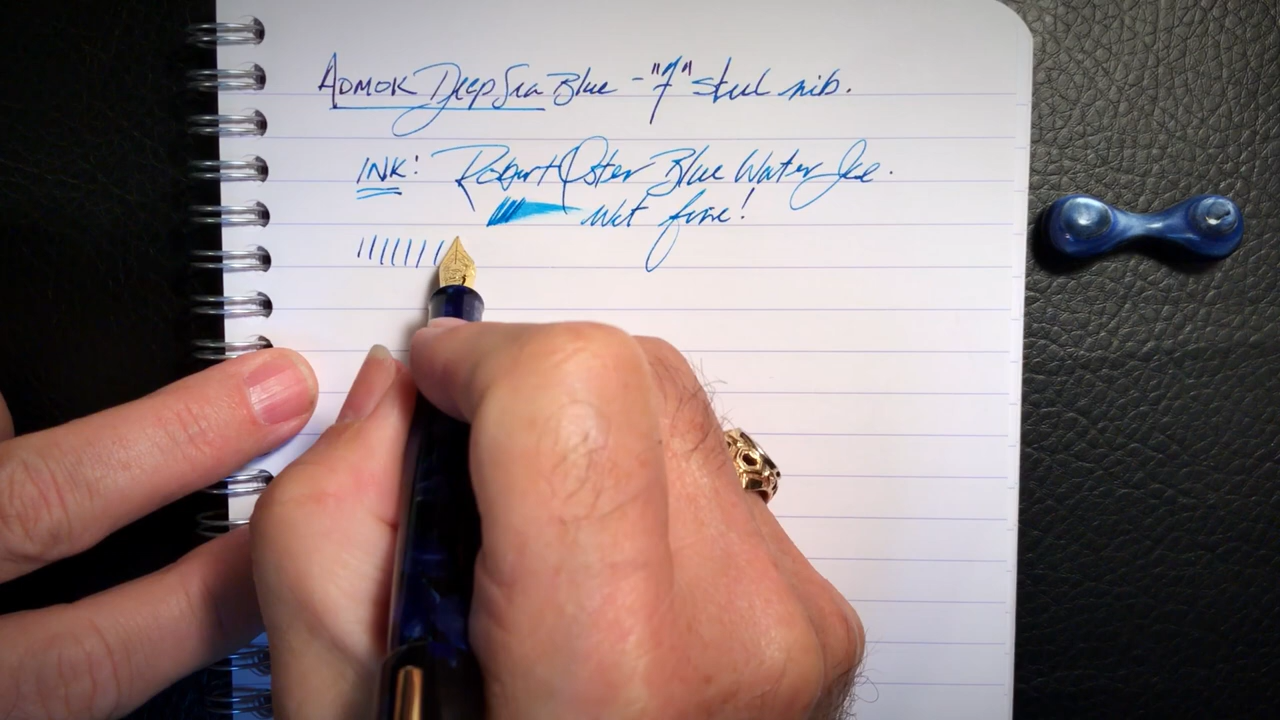 ADMOK Deep Sea Blue - "7" steel nib.
INK: Robert Oster Blue Water Ice.
Wet fine!